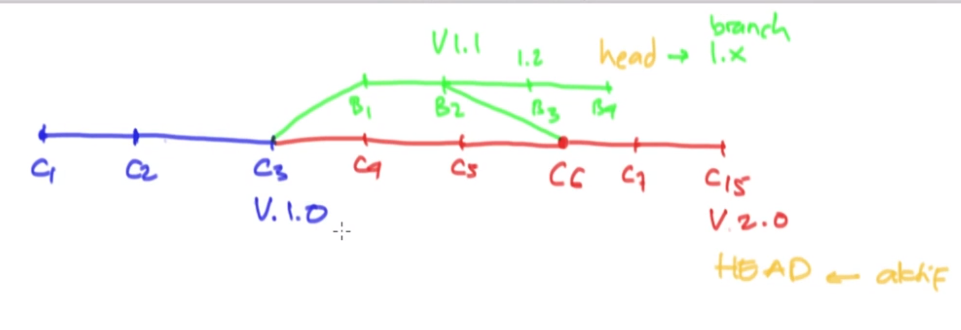 branch
V1.1 1.2 head → 1.x
B1 B2 B3 B4
C1 C2 C3 C4 C5 C6 C7 C15
V.1.0 V.2.0
HEAD ← aktif